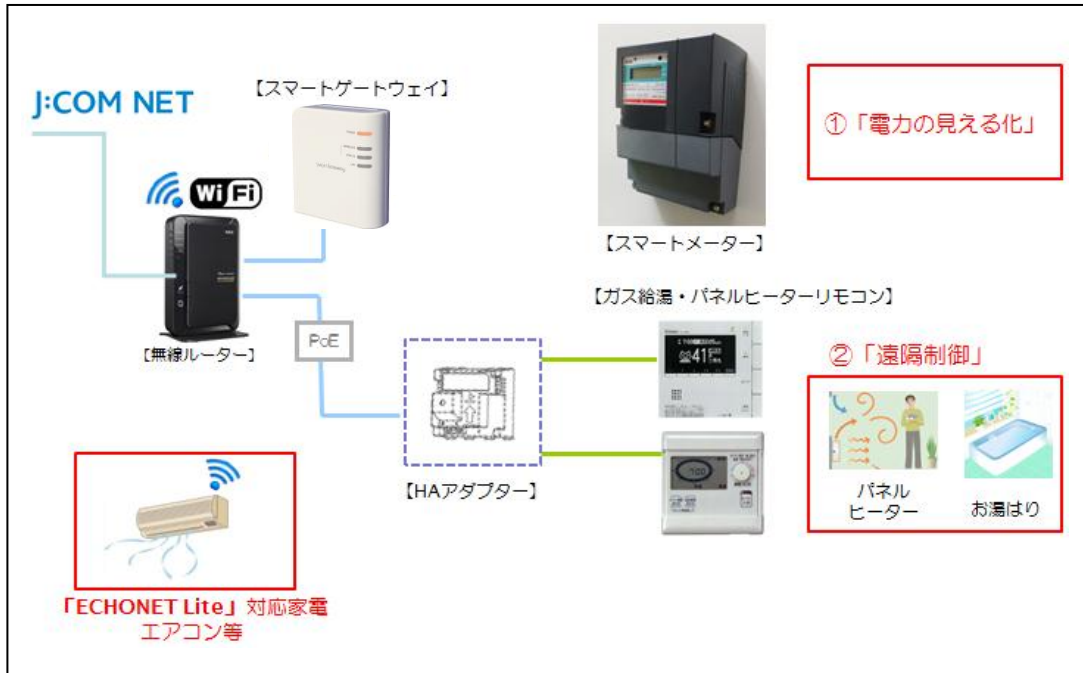 J:COM NET
【スマートゲートウェイ】
①「電力の見える化」
Wi Fi
【スマートメーター】
【無線ルーター】
PoE
【ガス給湯・パネルヒーターリモコン】
41
②「遠隔制御」
【HAアダプター】
パネル
ヒーター
お湯はり
「ECHONET Lite」対応家電
エアコン等